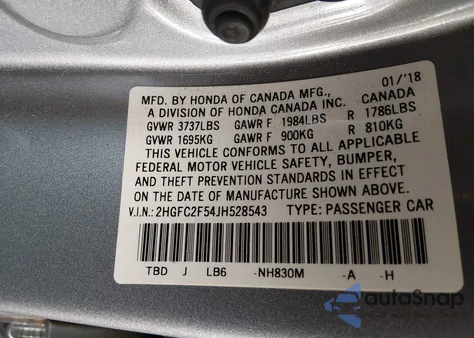 01/'18
MFD. BY HONDA OF CANADA MFG., CANADA
A DIVISION OF HONDA CANADA INC.
GVWR 3737LBS GAWR F 1984LBS R 1786LBS
GVWR 1695KG GAWR F 900KG R 810KG
THIS VEHICLE CONFORMS TO ALL APPLICABLE
FEDERAL MOTOR VEHICLE SAFETY, BUMPER,
AND THEFT PREVENTION STANDARDS IN EFFECT
ON THE DATE OF MANUFACTURE SHOWN ABOVE.
V.I.N.: 2HGFC2F54JH528543 TYPE: PASSENGER CAR
TBD J LB6 -NH830M -A -H
autoSnap